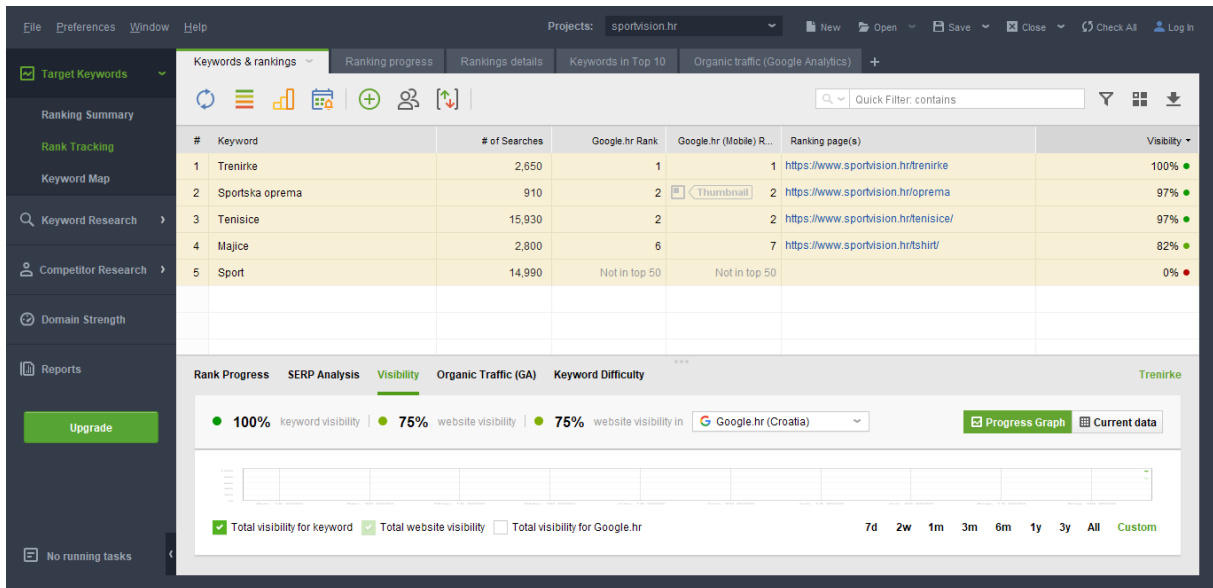 File Preferences Window Help Projects: sportvision.hr New Open Save Close Check All Log In
Target Keywords
Ranking Summary
Rank Tracking
Keyword Map
Keyword Research
Competitor Research
Domain Strength
Reports
Upgrade
No running tasks
Keywords & rankings Ranking progress Rankings details Keywords in Top 10 Organic traffic (Google Analytics) +
Quick Filter: contains
# Keyword # of Searches Google.hr Rank Google.hr (Mobile) R... Ranking page(s) Visibility
1 Trenirke 2,650 1 1 https://www.sportvision.hr/trenirke 100%
2 Sportska oprema 910 2 Thumbnail 2 https://www.sportvision.hr/oprema 97%
3 Tenisice 15,930 2 2 https://www.sportvision.hr/tenisice/ 97%
4 Majice 2,800 6 7 https://www.sportvision.hr/tshirt/ 82%
5 Sport 14,990 Not in top 50 Not in top 50 0%
Rank Progress SERP Analysis Visibility Organic Traffic (GA) Keyword Difficulty Trenirke
100% keyword visibility 75% website visibility 75% website visibility in Google.hr (Croatia) Progress Graph Current data
Total visibility for keyword Total website visibility Total visibility for Google.hr 7d 2w 1m 3m 6m 1y 3y All Custom